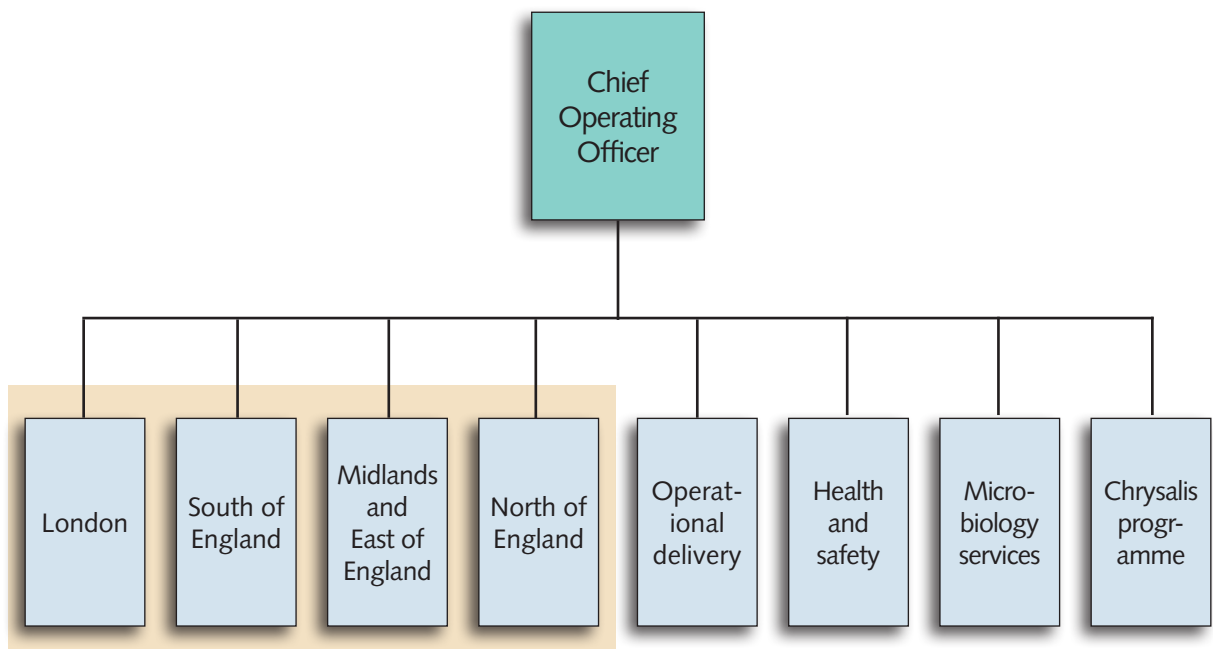 Chief
Operating
Officer
London
South of
England
Midlands
and
East of
England
North of
England
Operat-
ional
delivery
Health
and
safety
Micro-
biology
services
Chrysalis
progr-
amme